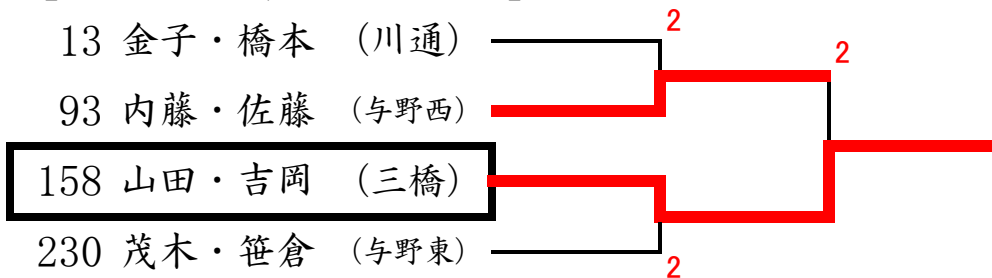 2
13 金子・橋本 (川通)
2
93 内藤・佐藤 (与野西)
158 山田・吉岡 (三橋)
230 茂木・笹倉 (与野東)
2